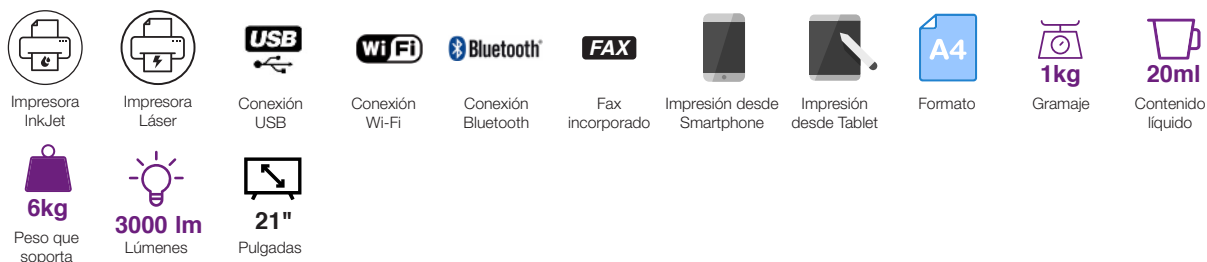 USB
Wi Fi
Bluetooth
FAX
A4
1kg
20ml
Impresora
InkJet
Impresora
Láser
Conexión
USB
Conexión
Wi-Fi
Conexión
Bluetooth
Fax
incorporado
Impresión desde
Smartphone
Impresión
desde Tablet
Formato
Gramaje
Contenido
líquido
6kg
Peso que
soporta
3000 lm
Lúmenes
21"
Pulgadas